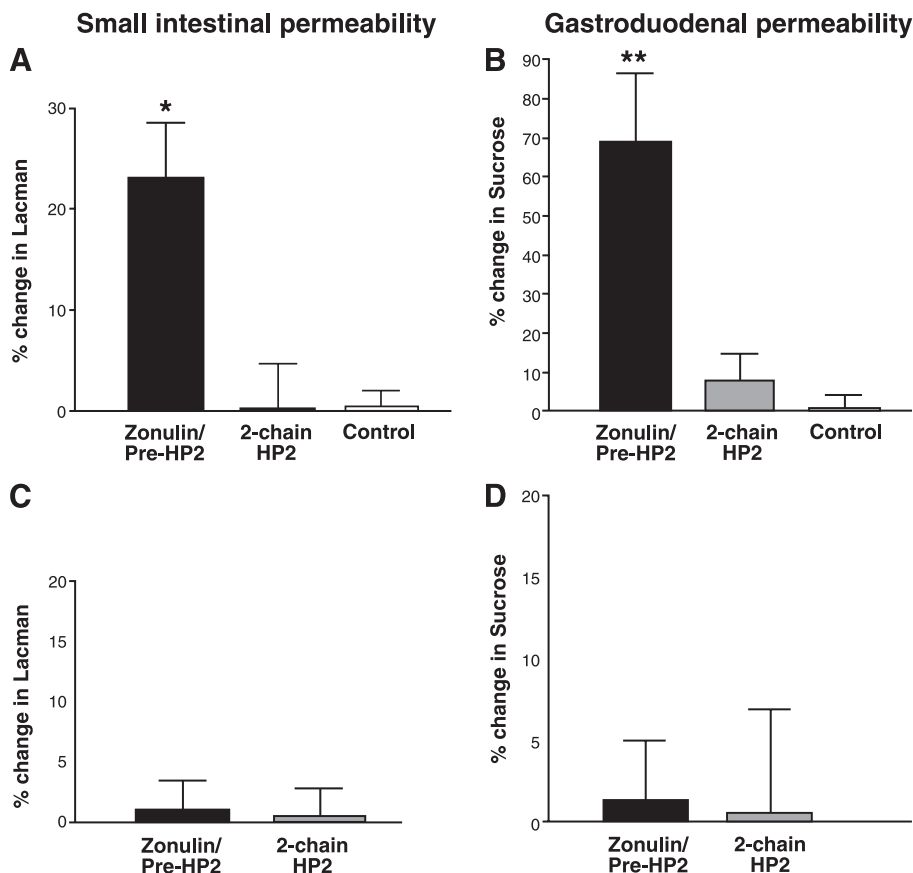 Small intestinal permeability
Gastroduodenal permeability
A
% change in Lacman
30
20
10
0
*
Zonulin/
Pre-HP2
2-chain
HP2
Control
B
% change in Sucrose
90
80
70
60
50
40
30
20
10
0
**
Zonulin/
Pre-HP2
2-chain
HP2
Control
C
% change in Lacman
20
15
10
5
0
Zonulin/
Pre-HP2
2-chain
HP2
D
% change in Sucrose
20
15
10
5
0
Zonulin/
Pre-HP2
2-chain
HP2